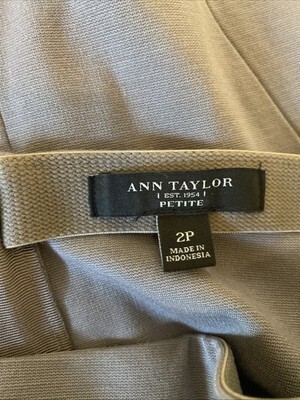 ANN TAYLOR
| EST. 1954 |
PETITE
2P
MADE IN
INDONESIA